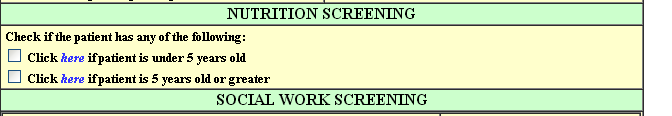 NUTRITION SCREENING
Check if the patient has any of the following:
Click here if patient is under 5 years old
Click here if patient is 5 years old or greater
SOCIAL WORK SCREENING